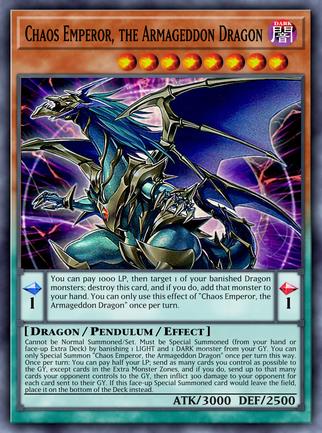 Chaos Emperor, the Armageddon Dragon
DARK
闇
You can pay 1000 LP, then target 1 of your banished Dragon
monsters; destroy this card, and if you do, add that monster to
your hand. You can only use this effect of "Chaos Emperor, the
Armageddon Dragon" once per turn.
1
1
[ DRAGON / PENDULUM / EFFECT ]
Cannot be Normal Summoned/Set. Must be Special Summoned (from your hand or
face-up Extra Deck) by banishing 1 LIGHT and 1 DARK monster from your GY. You can
only Special Summon "Chaos Emperor, the Armageddon Dragon" once per turn this way.
Once per turn: You can pay half your LP; send as many cards you control as possible to
the GY, except cards in the Extra Monster Zones, and if you do, send up to that many
cards your opponent controls to the GY, then inflict 300 damage to your opponent for
each card sent to their GY. If this face-up Special Summoned card would leave the field,
place it on the bottom of the Deck instead.
ATK/3000 DEF/2500